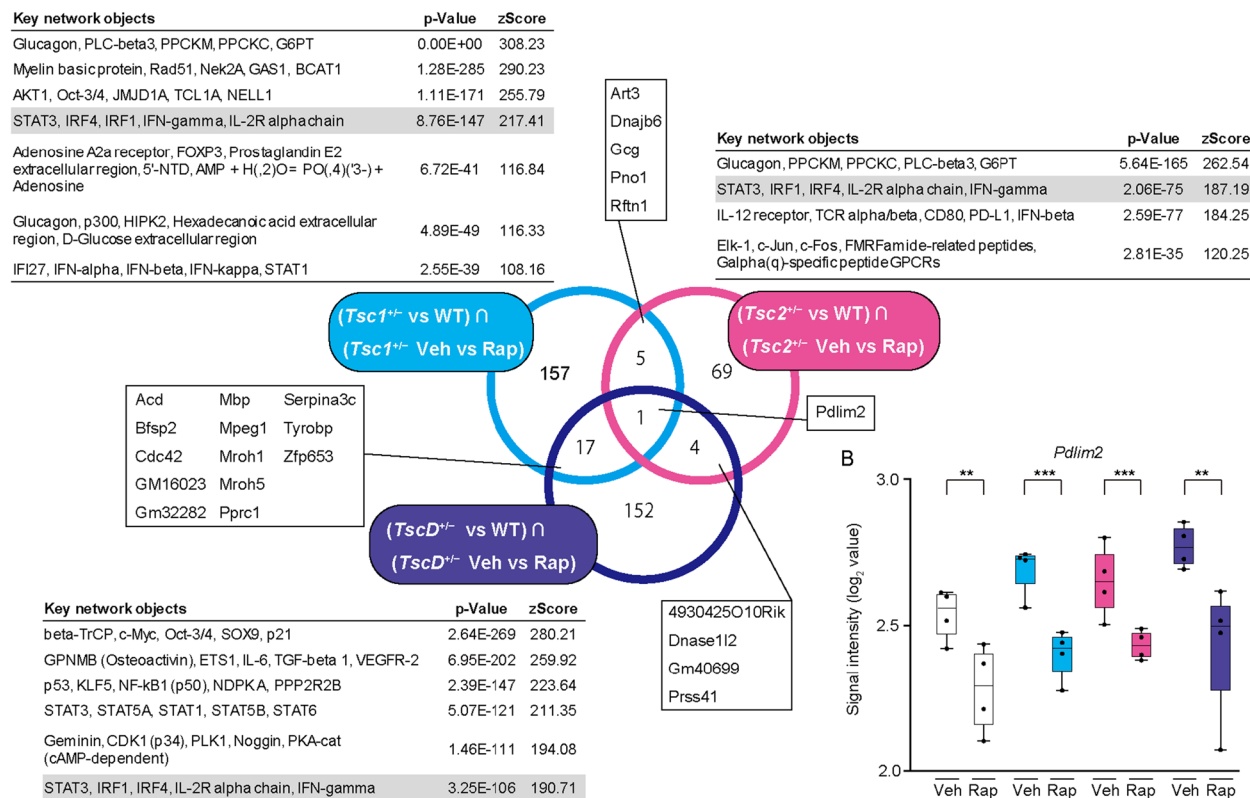 Key network objects p-Value zScore
Glucagon, PLC-beta3, PPCKM, PPCKC, G6PT 0.00E+00 308.23
Myelin basic protein, Rad51, Nek2A, GAS1, BCAT1 1.28E-285 290.23
AKT1, Oct-3/4, JMJD1A, TCL1A, NELL1 1.11E-171 255.79
STAT3, IRF4, IRF1, IFN-gamma, IL-2R alpha chain 8.76E-147 217.41
Adenosine A2a receptor, FOXP3, Prostaglandin E2
extracellular region, 5'-NTD, AMP + H(,2)O= PO(,4)('3-) + 6.72E-41 116.84
Adenosine
Glucagon, p300, HIPK2, Hexadecanoic acid extracellular
region, D-Glucose extracellular region 4.89E-49 116.33
IFI27, IFN-alpha, IFN-beta, IFN-kappa, STAT1 2.55E-39 108.16
Art3
Dnajb6
Gcg
Pno1
Rftn1
Key network objects p-Value zScore
Glucagon, PPCKM, PPCKC, PLC-beta3, G6PT 5.64E-165 262.54
STAT3, IRF1, IRF4, IL-2R alpha chain, IFN-gamma 2.06E-75 187.19
IL-12 receptor, TCR alpha/beta, CD80, PD-L1, IFN-beta 2.59E-77 184.25
Elk-1, c-Jun, c-Fos, FMRFamide-related peptides,
Galpha(q)-specific peptide GPCRs 2.81E-35 120.25
(Tsc1+/− vs WT) ∩
(Tsc1+/− Veh vs Rap)
(Tsc2+/− vs WT) ∩
(Tsc2+/− Veh vs Rap)
157
5
69
1
17
4
152
Pdlim2
Acd Mbp Serpina3c
Bfsp2 Mpeg1 Tyrobp
Cdc42 Mroh1 Zfp653
GM16023 Mroh5
Gm32282 Pprc1
(TscD+/− vs WT) ∩
(TscD+/− Veh vs Rap)
4930425O10Rik
Dnase1l2
Gm40699
Prss41
Key network objects p-Value zScore
beta-TrCP, c-Myc, Oct-3/4, SOX9, p21 2.64E-269 280.21
GPNMB (Osteoactivin), ETS1, IL-6, TGF-beta 1, VEGFR-2 6.95E-202 259.92
p53, KLF5, NF-kB1 (p50), NDPK A, PPP2R2B 2.39E-147 223.64
STAT3, STAT5A, STAT1, STAT5B, STAT6 5.07E-121 211.35
Geminin, CDK1 (p34), PLK1, Noggin, PKA-cat
(cAMP-dependent) 1.46E-111 194.08
STAT3, IRF1, IRF4, IL-2R alpha chain, IFN-gamma 3.25E-106 190.71
B
Pdlim2
** *** *** **
Signal intensity (log2 value)
3.0
2.5
2.0
Veh Rap Veh Rap Veh Rap Veh Rap